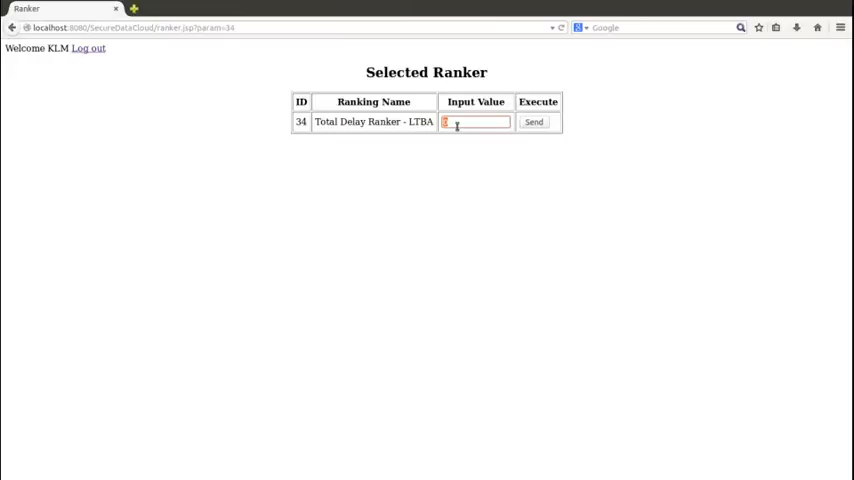 Ranker
localhost:8080/SecureDataCloud/ranker.jsp?param=34
Google
Welcome KLM Log out
Selected Ranker
ID Ranking Name Input Value Execute
34 Total Delay Ranker - LTBA Send